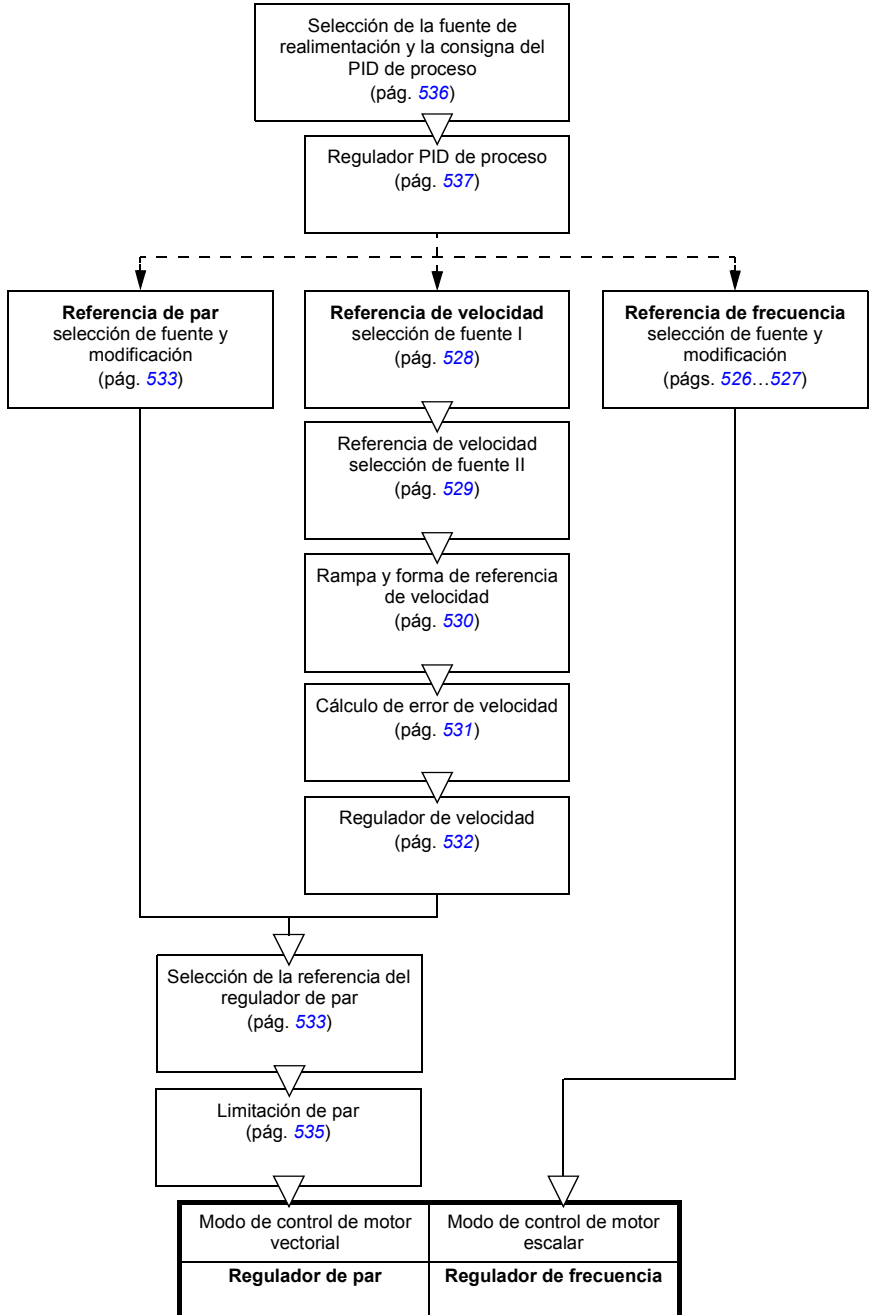 Selección de la fuente de
realimentación y la consigna del
PID de proceso
(pág. 536)
Regulador PID de proceso
(pág. 537)
Referencia de par
selección de fuente y
modificación
(pág. 533)
Referencia de velocidad
selección de fuente I
(pág. 528)
Referencia de frecuencia
selección de fuente y
modificación
(págs. 526…527)
Referencia de velocidad
selección de fuente II
(pág. 529)
Rampa y forma de referencia
de velocidad
(pág. 530)
Cálculo de error de velocidad
(pág. 531)
Regulador de velocidad
(pág. 532)
Selección de la referencia del
regulador de par
(pág. 533)
Limitación de par
(pág. 535)
Modo de control de motor
vectorial
Modo de control de motor
escalar
Regulador de par
Regulador de frecuencia